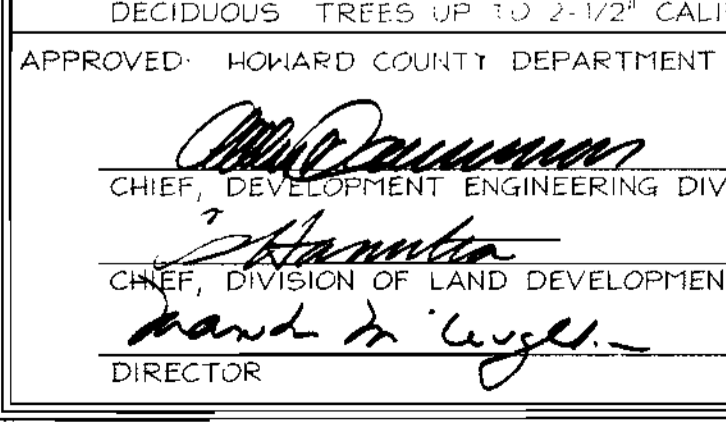 DECIDUOUS TREES UP TO 2-1/2" CALI
APPROVED: HOWARD COUNTY DEPARTMENT
CHIEF, DEVELOPMENT ENGINEERING DIV
Hamilton
CHIEF, DIVISION OF LAND DEVELOPMEN
DIRECTOR